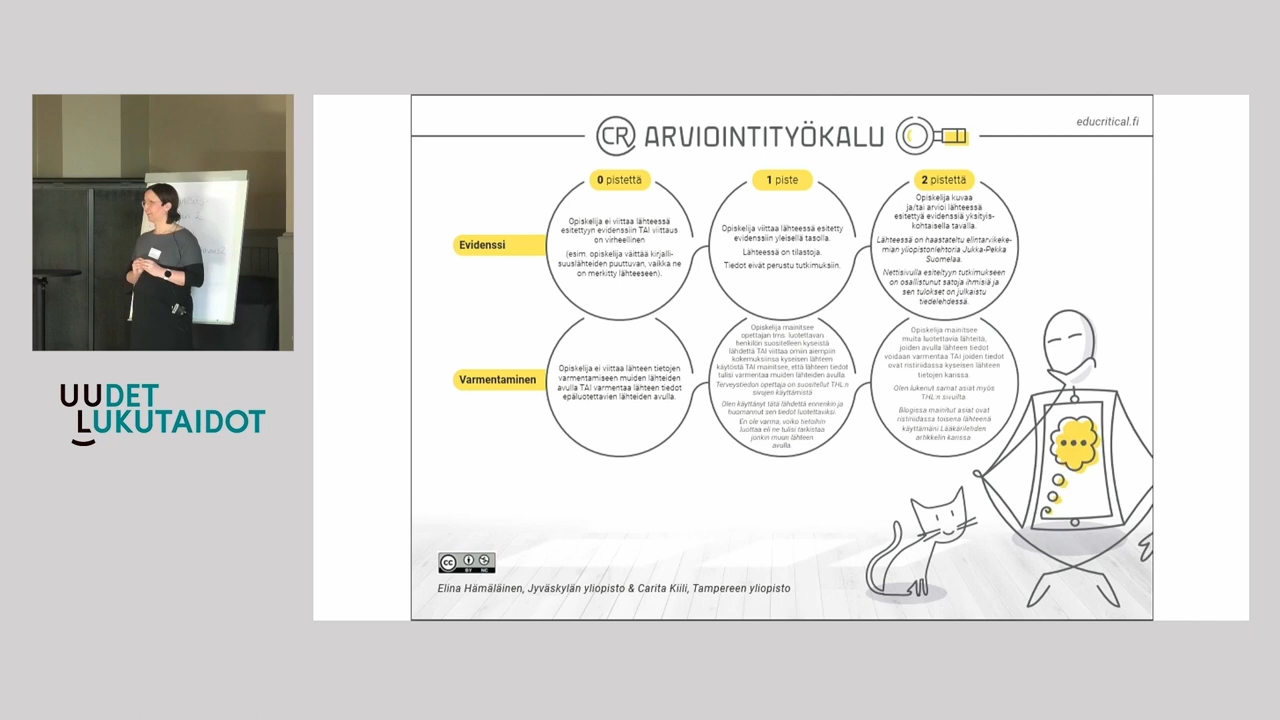 educritical.fi
CR ARVIOINTITYÖKALU
0 pistettä
1 piste
2 pistettä
Evidenssi
Opiskelija ei viittaa lähteessä
esitettyyn evidenssiin TAI viittaus
on virheellinen
(esim. opiskelija väittää kirjalli-
suuslähteiden puuttuvan, vaikka ne
on merkitty lähteeseen).
Opiskelija viittaa lähteessä esitetty
evidenssiin yleisellä tasolla.
Lähteessä on tilastoja.
Tiedot eivät perustu tutkimuksiin.
Opiskelija kuvaa
ja/tai arvioi lähteessä
esitettyä evidenssiä yksityis-
kohtaisella tavalla.
Lähteessä on haastateltu elintarvikeke-
mian yliopistonlehtoria Jukka-Pekka
Suomelaa.
Nettisivulla esiteltyyn tutkimukseen
on osallistunut satoja ihmisiä ja
sen tulokset on julkaistu
tiedelehdessä.
Varmentaminen
Opiskelija ei viittaa lähteen tietojen
varmentamiseen muiden lähteiden
avulla TAI varmentaa lähteen tiedot
epäluotettavien lähteiden avulla.
Opiskelija mainitsee
opettajan tms. luotettavan
henkilön suositelleen kyseistä
lähdettä TAI viittaa omiin aiempiin
kokemuksiinsa kyseisen lähteen
käytöstä TAI mainitsee, että lähteen tiedot
tulisi varmentaa muiden lähteiden avulla.
Terveystiedon opettaja on suositellut THL:n
sivujen käyttämistä
Olen käyttänyt tätä lähdettä ennenkin ja
huomannut sen tiedot luotettaviksi.
En ole varma, voiko tietoihin
luottaa eli ne tulisi tarkistaa
jonkin muun lähteen
avulla.
Opiskelija mainitsee
muita luotettavia lähteitä,
joiden avulla lähteen tiedot
voidaan varmentaa TAI joiden tiedot
ovat ristiriidassa kyseisen lähteen
tietojen kanssa.
Olen lukenut samat asiat myös
THL:n sivuilta.
Blogissa mainitut asiat ovat
ristiriidassa toisena lähteenä
käyttämäni Lääkärilehden
artikkelin kanssa
UUDET
LUKUTAIDOT
cc BY NC
Elina Hämäläinen, Jyväskylän yliopisto & Carita Kiili, Tampereen yliopisto